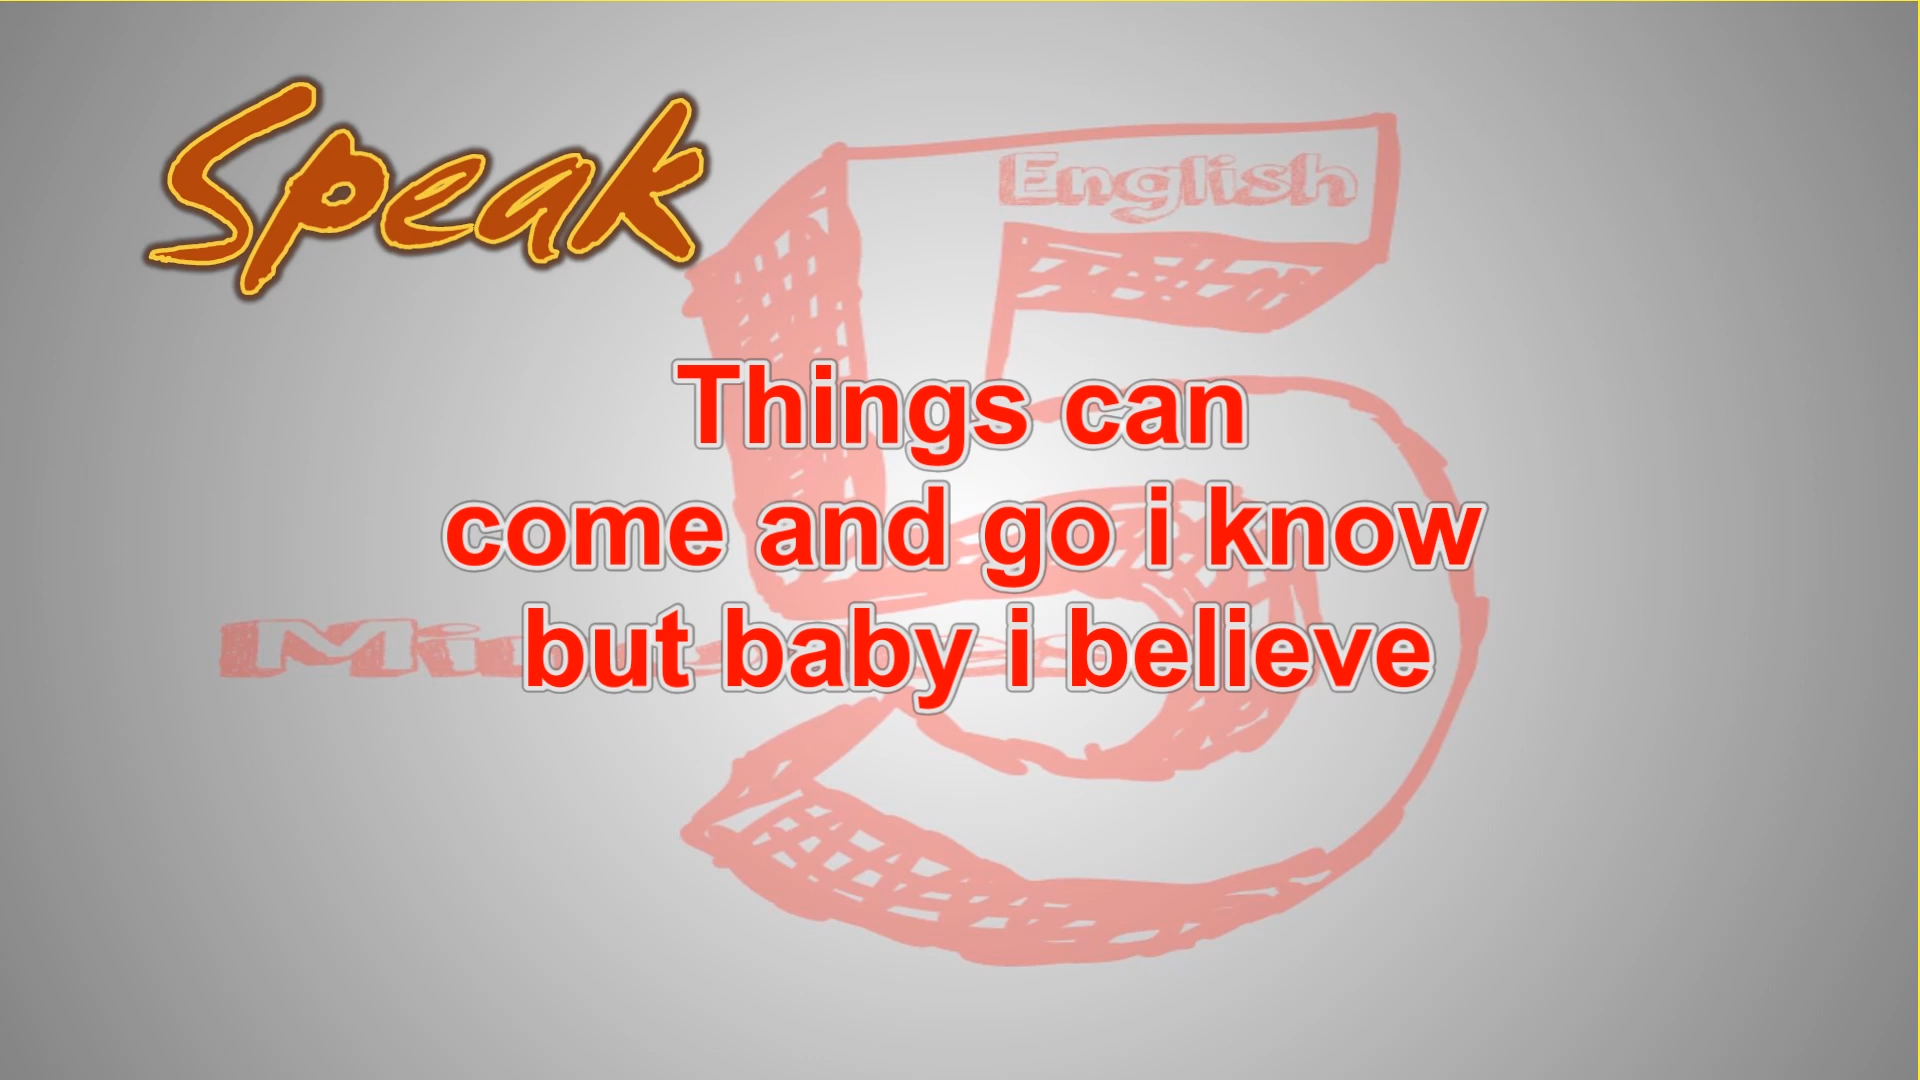 Speak
English
Things can
come and go i know
but baby i believe